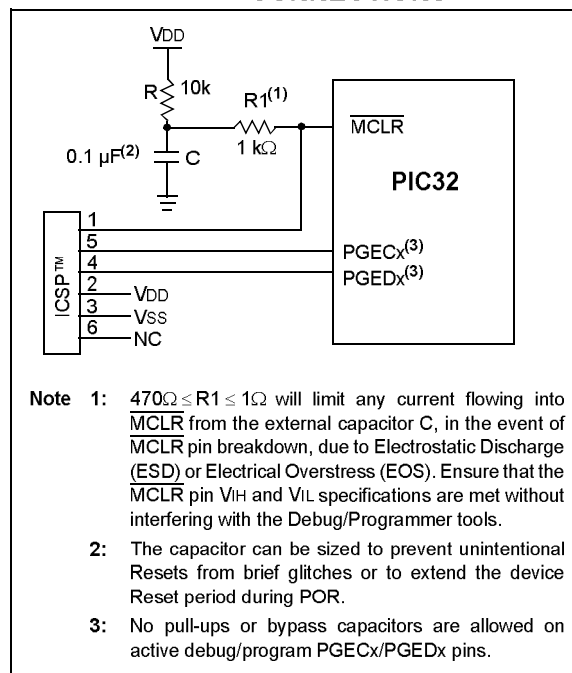 VDD
R 10k
R1(1)
1 kΩ
0.1 µF(2) C
MCLR
PIC32
PGECx(3)
PGEDx(3)
ICSP™
1
5
4
2 VDD
3 VSS
6 NC
Note 1: 470Ω ≤ R1 ≤ 1Ω will limit any current flowing into
MCLR from the external capacitor C, in the event of
MCLR pin breakdown, due to Electrostatic Discharge
(ESD) or Electrical Overstress (EOS). Ensure that the
MCLR pin VIH and VIL specifications are met without
interfering with the Debug/Programmer tools.
2: The capacitor can be sized to prevent unintentional
Resets from brief glitches or to extend the device
Reset period during POR.
3: No pull-ups or bypass capacitors are allowed on
active debug/program PGECx/PGEDx pins.